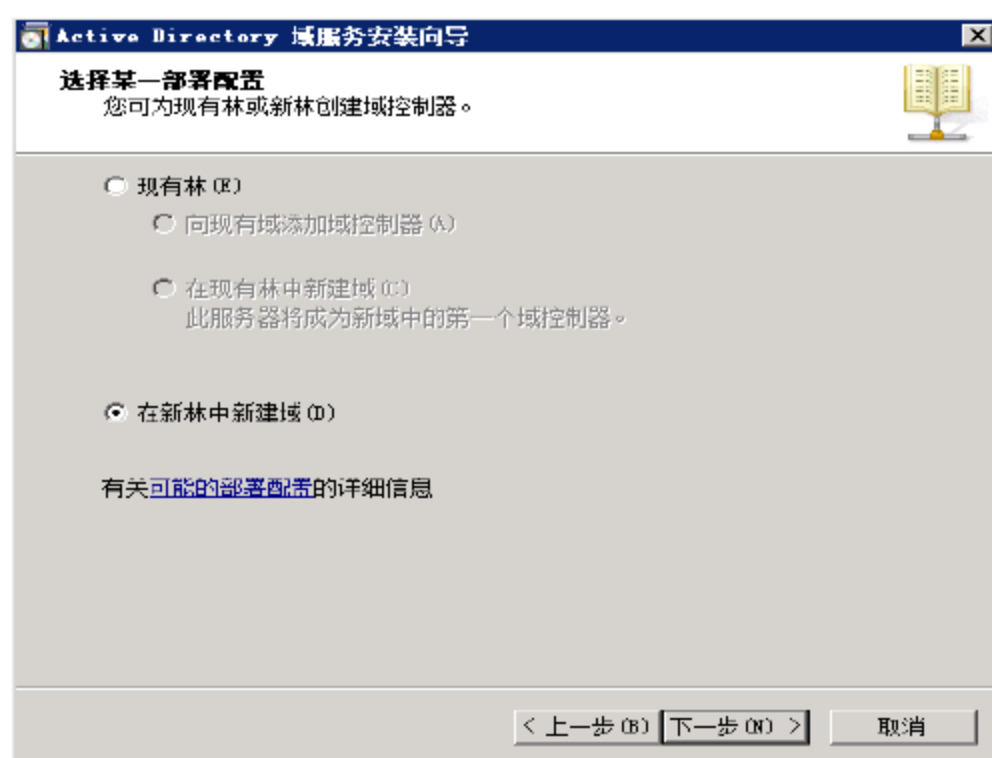 Active Directory 域服务安装向导
选择某一部署配置
您可为现有林或新林创建域控制器。
现有林(E)
向现有域添加域控制器(A)
在现有林中新建域(C)
此服务器将成为新域中的第一个域控制器。
在新林中新建域(D)
有关可能的部署配置的详细信息
< 上一步(B) 下一步(N) > 取消